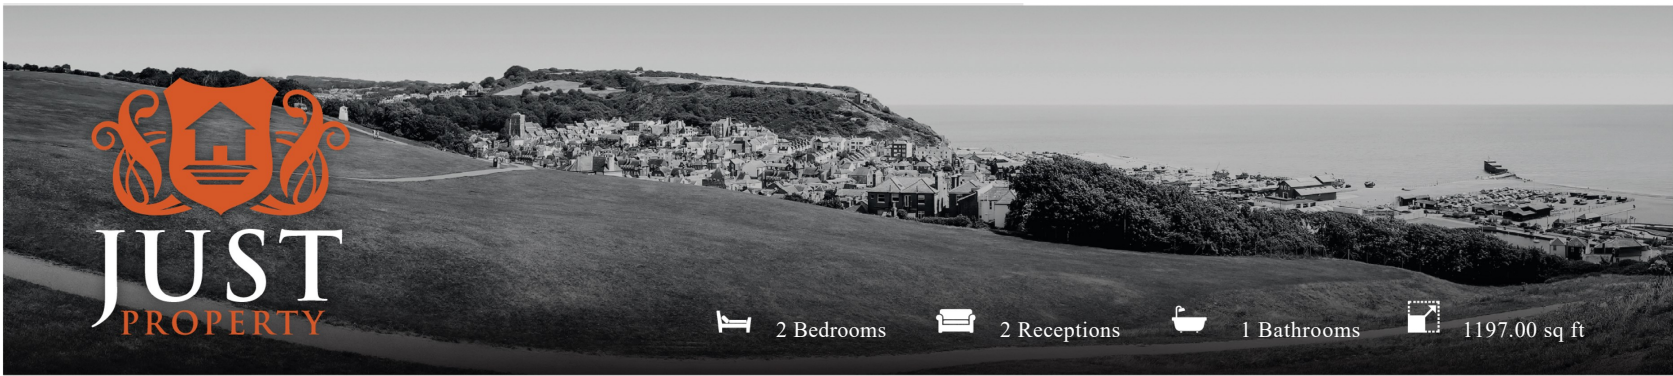 JUST
PROPERTY
2 Bedrooms
2 Receptions
1 Bathrooms
1197.00 sq ft